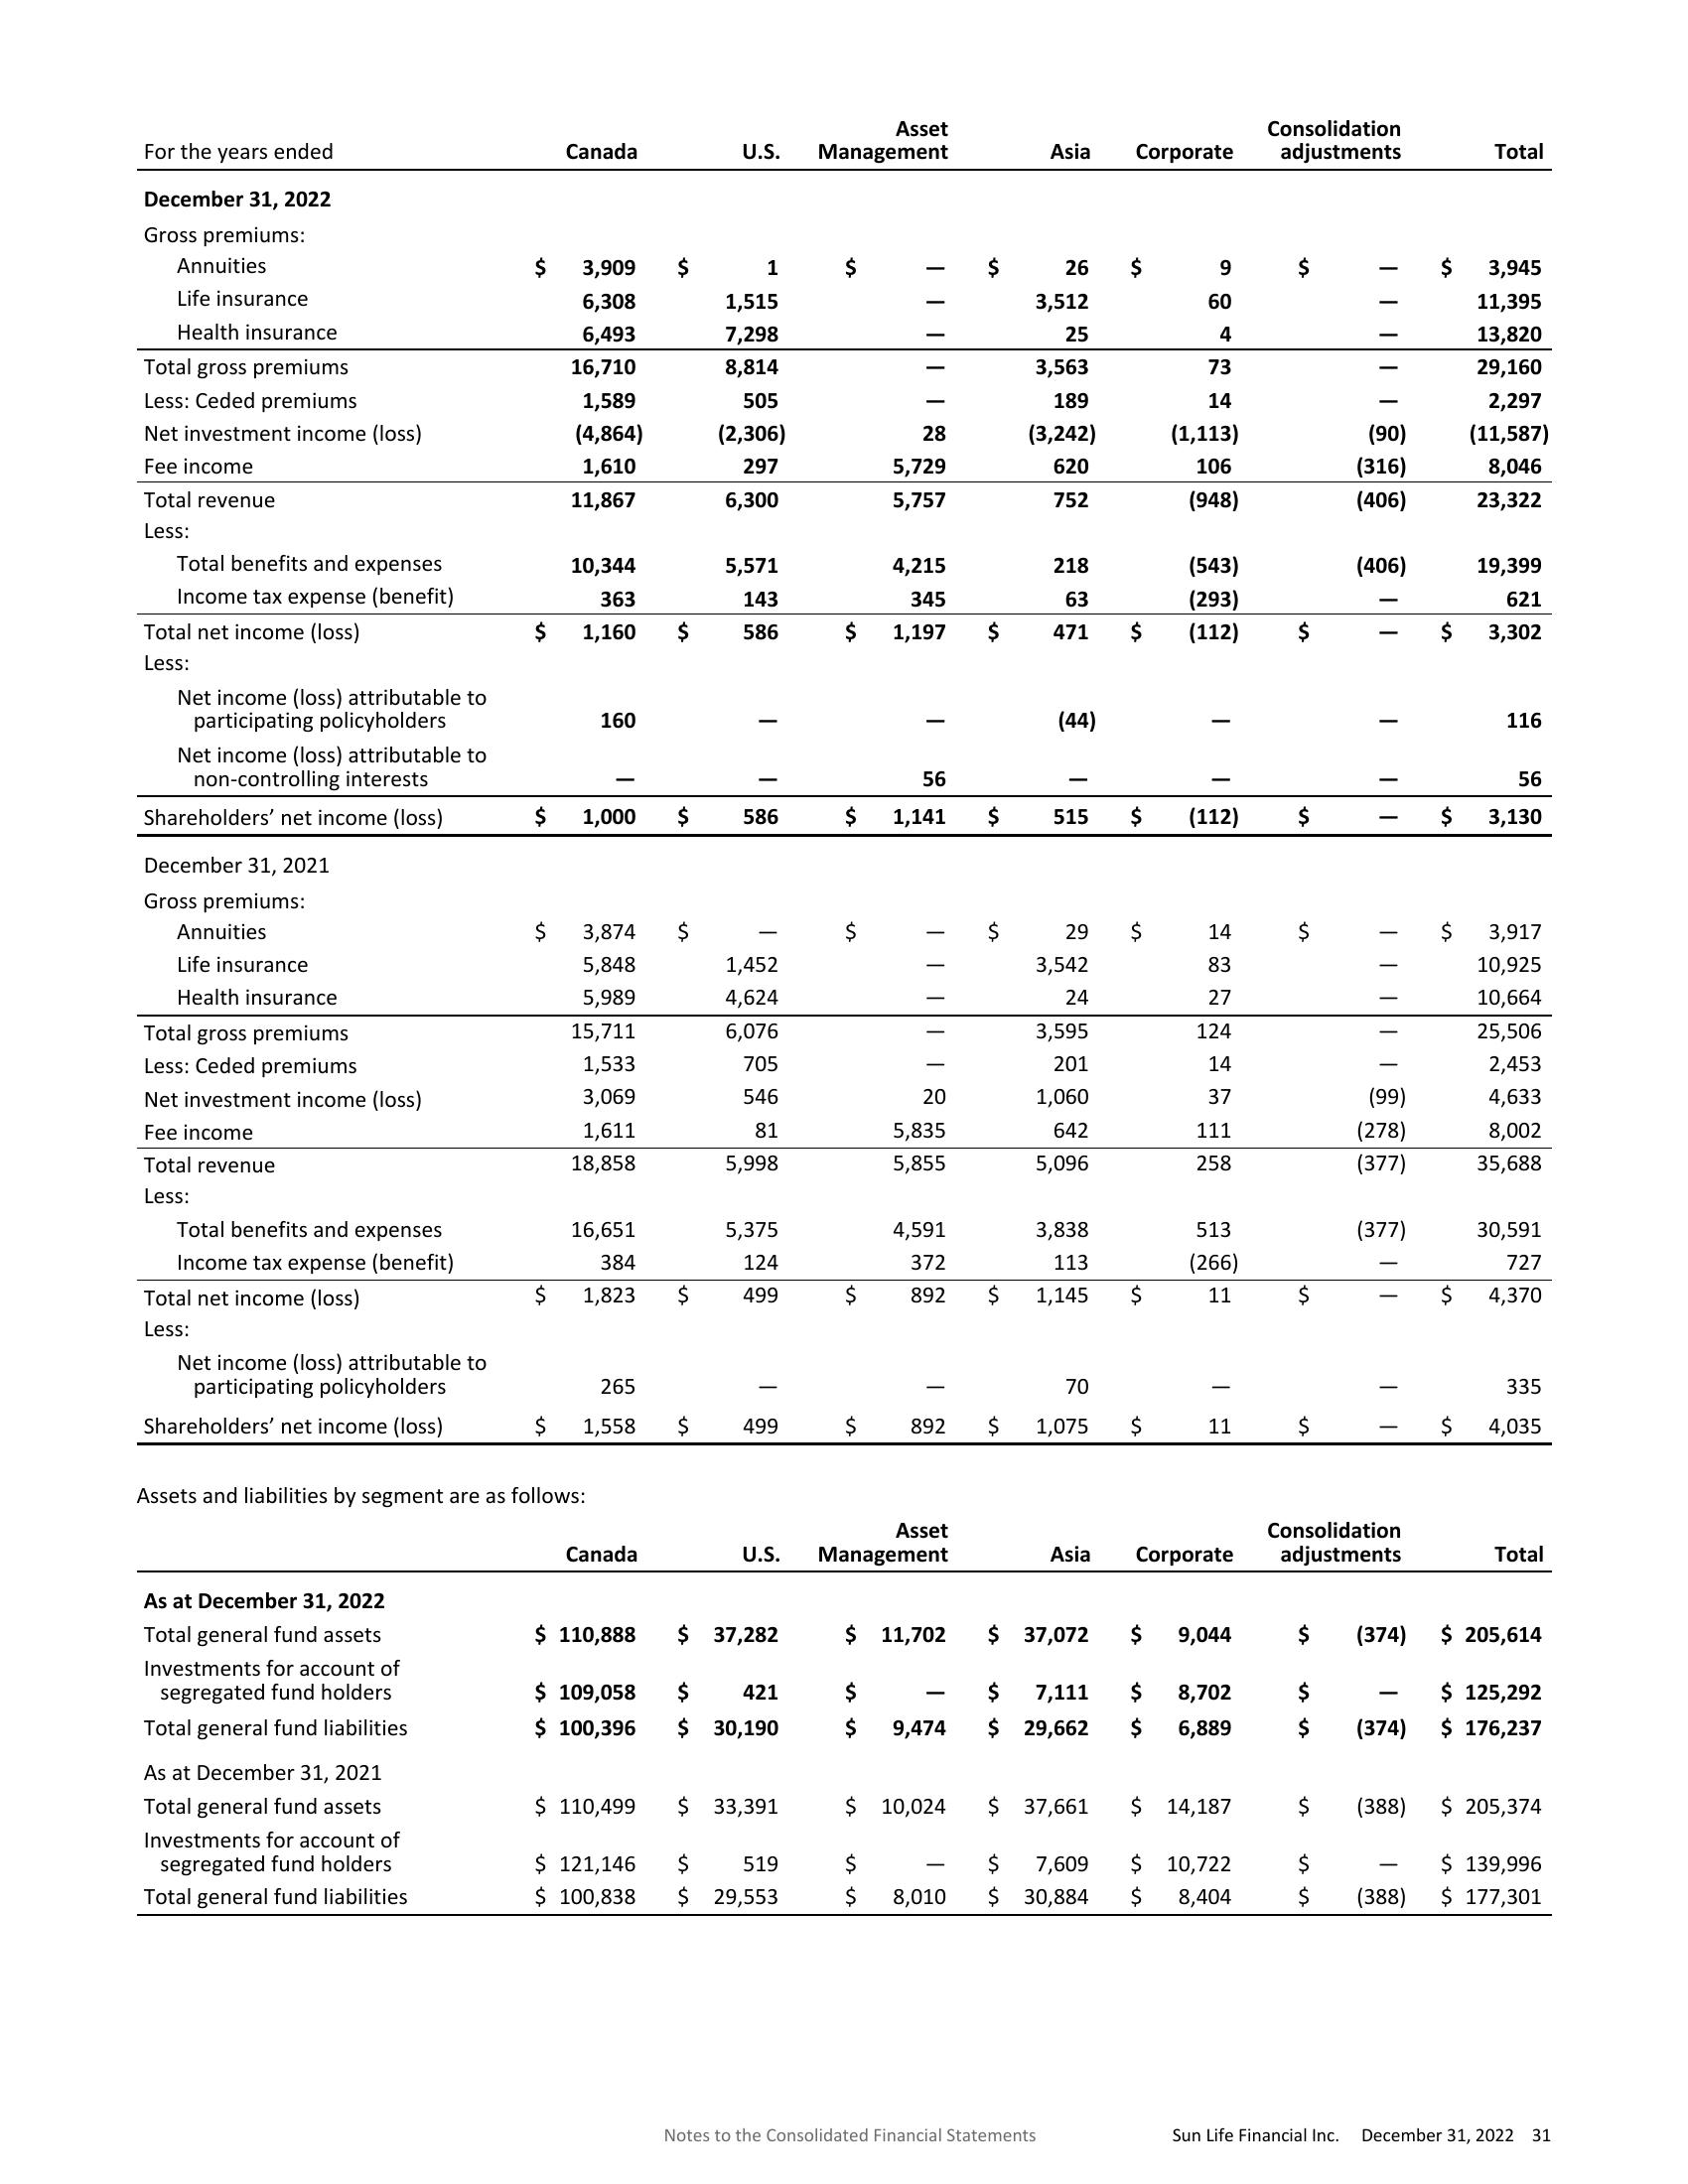 Asset Consolidation
For the years ended Canada U.S. Management Asia Corporate adjustments Total
December 31, 2022
Gross premiums:
Annuities $ 3,909 $ 1 $ — $ 26 $ 9 $ — $ 3,945
Life insurance 6,308 1,515 — 3,512 60 — 11,395
Health insurance 6,493 7,298 — 25 4 — 13,820
Total gross premiums 16,710 8,814 — 3,563 73 — 29,160
Less: Ceded premiums 1,589 505 — 189 14 — 2,297
Net investment income (loss) (4,864) (2,306) 28 (3,242) (1,113) (90) (11,587)
Fee income 1,610 297 5,729 620 106 (316) 8,046
Total revenue 11,867 6,300 5,757 752 (948) (406) 23,322
Less:
Total benefits and expenses 10,344 5,571 4,215 218 (543) (406) 19,399
Income tax expense (benefit) 363 143 345 63 (293) — 621
Total net income (loss) $ 1,160 $ 586 $ 1,197 $ 471 $ (112) $ — $ 3,302
Less:
Net income (loss) attributable to
participating policyholders 160 — — (44) — — 116
Net income (loss) attributable to
non-controlling interests — — 56 — — — 56
Shareholders’ net income (loss) $ 1,000 $ 586 $ 1,141 $ 515 $ (112) $ — $ 3,130
December 31, 2021
Gross premiums:
Annuities $ 3,874 $ — $ — $ 29 $ 14 $ — $ 3,917
Life insurance 5,848 1,452 — 3,542 83 — 10,925
Health insurance 5,989 4,624 — 24 27 — 10,664
Total gross premiums 15,711 6,076 — 3,595 124 — 25,506
Less: Ceded premiums 1,533 705 — 201 14 — 2,453
Net investment income (loss) 3,069 546 20 1,060 37 (99) 4,633
Fee income 1,611 81 5,835 642 111 (278) 8,002
Total revenue 18,858 5,998 5,855 5,096 258 (377) 35,688
Less:
Total benefits and expenses 16,651 5,375 4,591 3,838 513 (377) 30,591
Income tax expense (benefit) 384 124 372 113 (266) — 727
Total net income (loss) $ 1,823 $ 499 $ 892 $ 1,145 $ 11 $ — $ 4,370
Less:
Net income (loss) attributable to
participating policyholders 265 — — 70 — — 335
Shareholders’ net income (loss) $ 1,558 $ 499 $ 892 $ 1,075 $ 11 $ — $ 4,035
Assets and liabilities by segment are as follows:
Asset Consolidation
Canada U.S. Management Asia Corporate adjustments Total
As at December 31, 2022
Total general fund assets $ 110,888 $ 37,282 $ 11,702 $ 37,072 $ 9,044 $ (374) $ 205,614
Investments for account of
segregated fund holders $ 109,058 $ 421 $ — $ 7,111 $ 8,702 $ — $ 125,292
Total general fund liabilities $ 100,396 $ 30,190 $ 9,474 $ 29,662 $ 6,889 $ (374) $ 176,237
As at December 31, 2021
Total general fund assets $ 110,499 $ 33,391 $ 10,024 $ 37,661 $ 14,187 $ (388) $ 205,374
Investments for account of
segregated fund holders $ 121,146 $ 519 $ — $ 7,609 $ 10,722 $ — $ 139,996
Total general fund liabilities $ 100,838 $ 29,553 $ 8,010 $ 30,884 $ 8,404 $ (388) $ 177,301
Notes to the Consolidated Financial Statements Sun Life Financial Inc. December 31, 2022 31